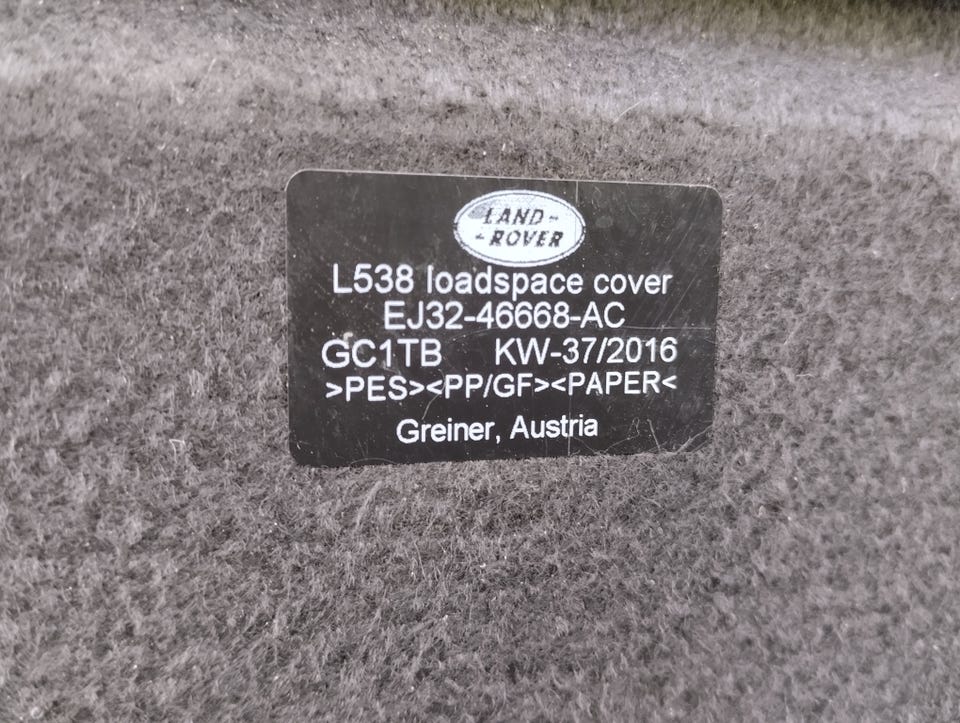 LAND-
-ROVER
L538 loadspace cover
EJ32-46668-AC
GC1TB KW-37/2016
>PES><PP/GF><PAPER<
Greiner, Austria